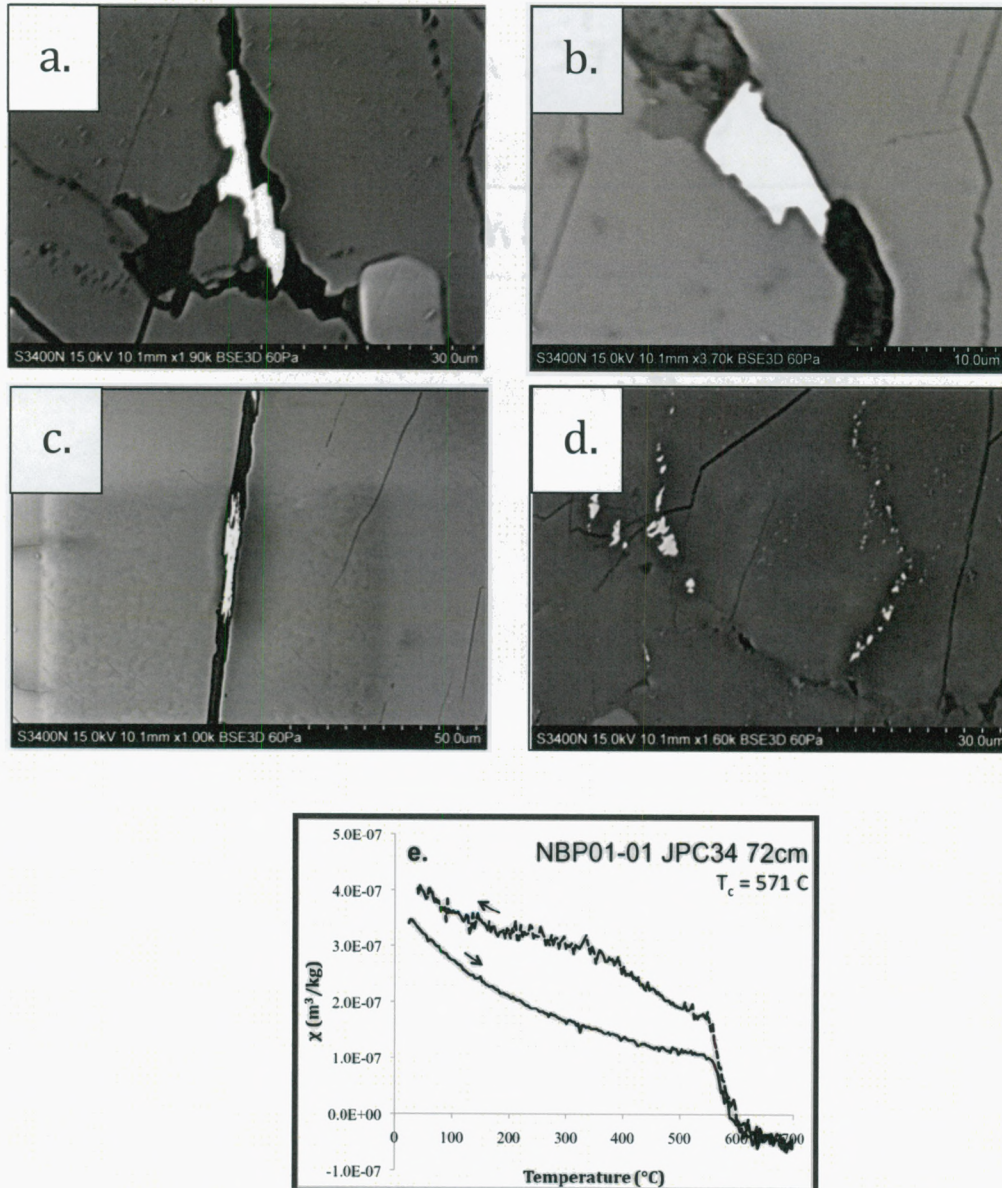 a.
S3400N 15.0kV 10.1mm x1.90k BSE3D 60Pa 30.0um
b.
S3400N 15.0kV 10.1mm x3.70k BSE3D 60Pa 10.0um
c.
S3400N 15.0kV 10.1mm x1.00k BSE3D 60Pa 50.0um
d.
S3400N 15.0kV 10.1mm x1.60k BSE3D 60Pa 30.0um
e.
NBP01-01 JPC34 72cm
Tc = 571 C
χ (m³/kg)
5.0E-07
4.0E-07
3.0E-07
2.0E-07
1.0E-07
0.0E+00
-1.0E-07
0 100 200 300 400 500 600 700
Temperature (°C)